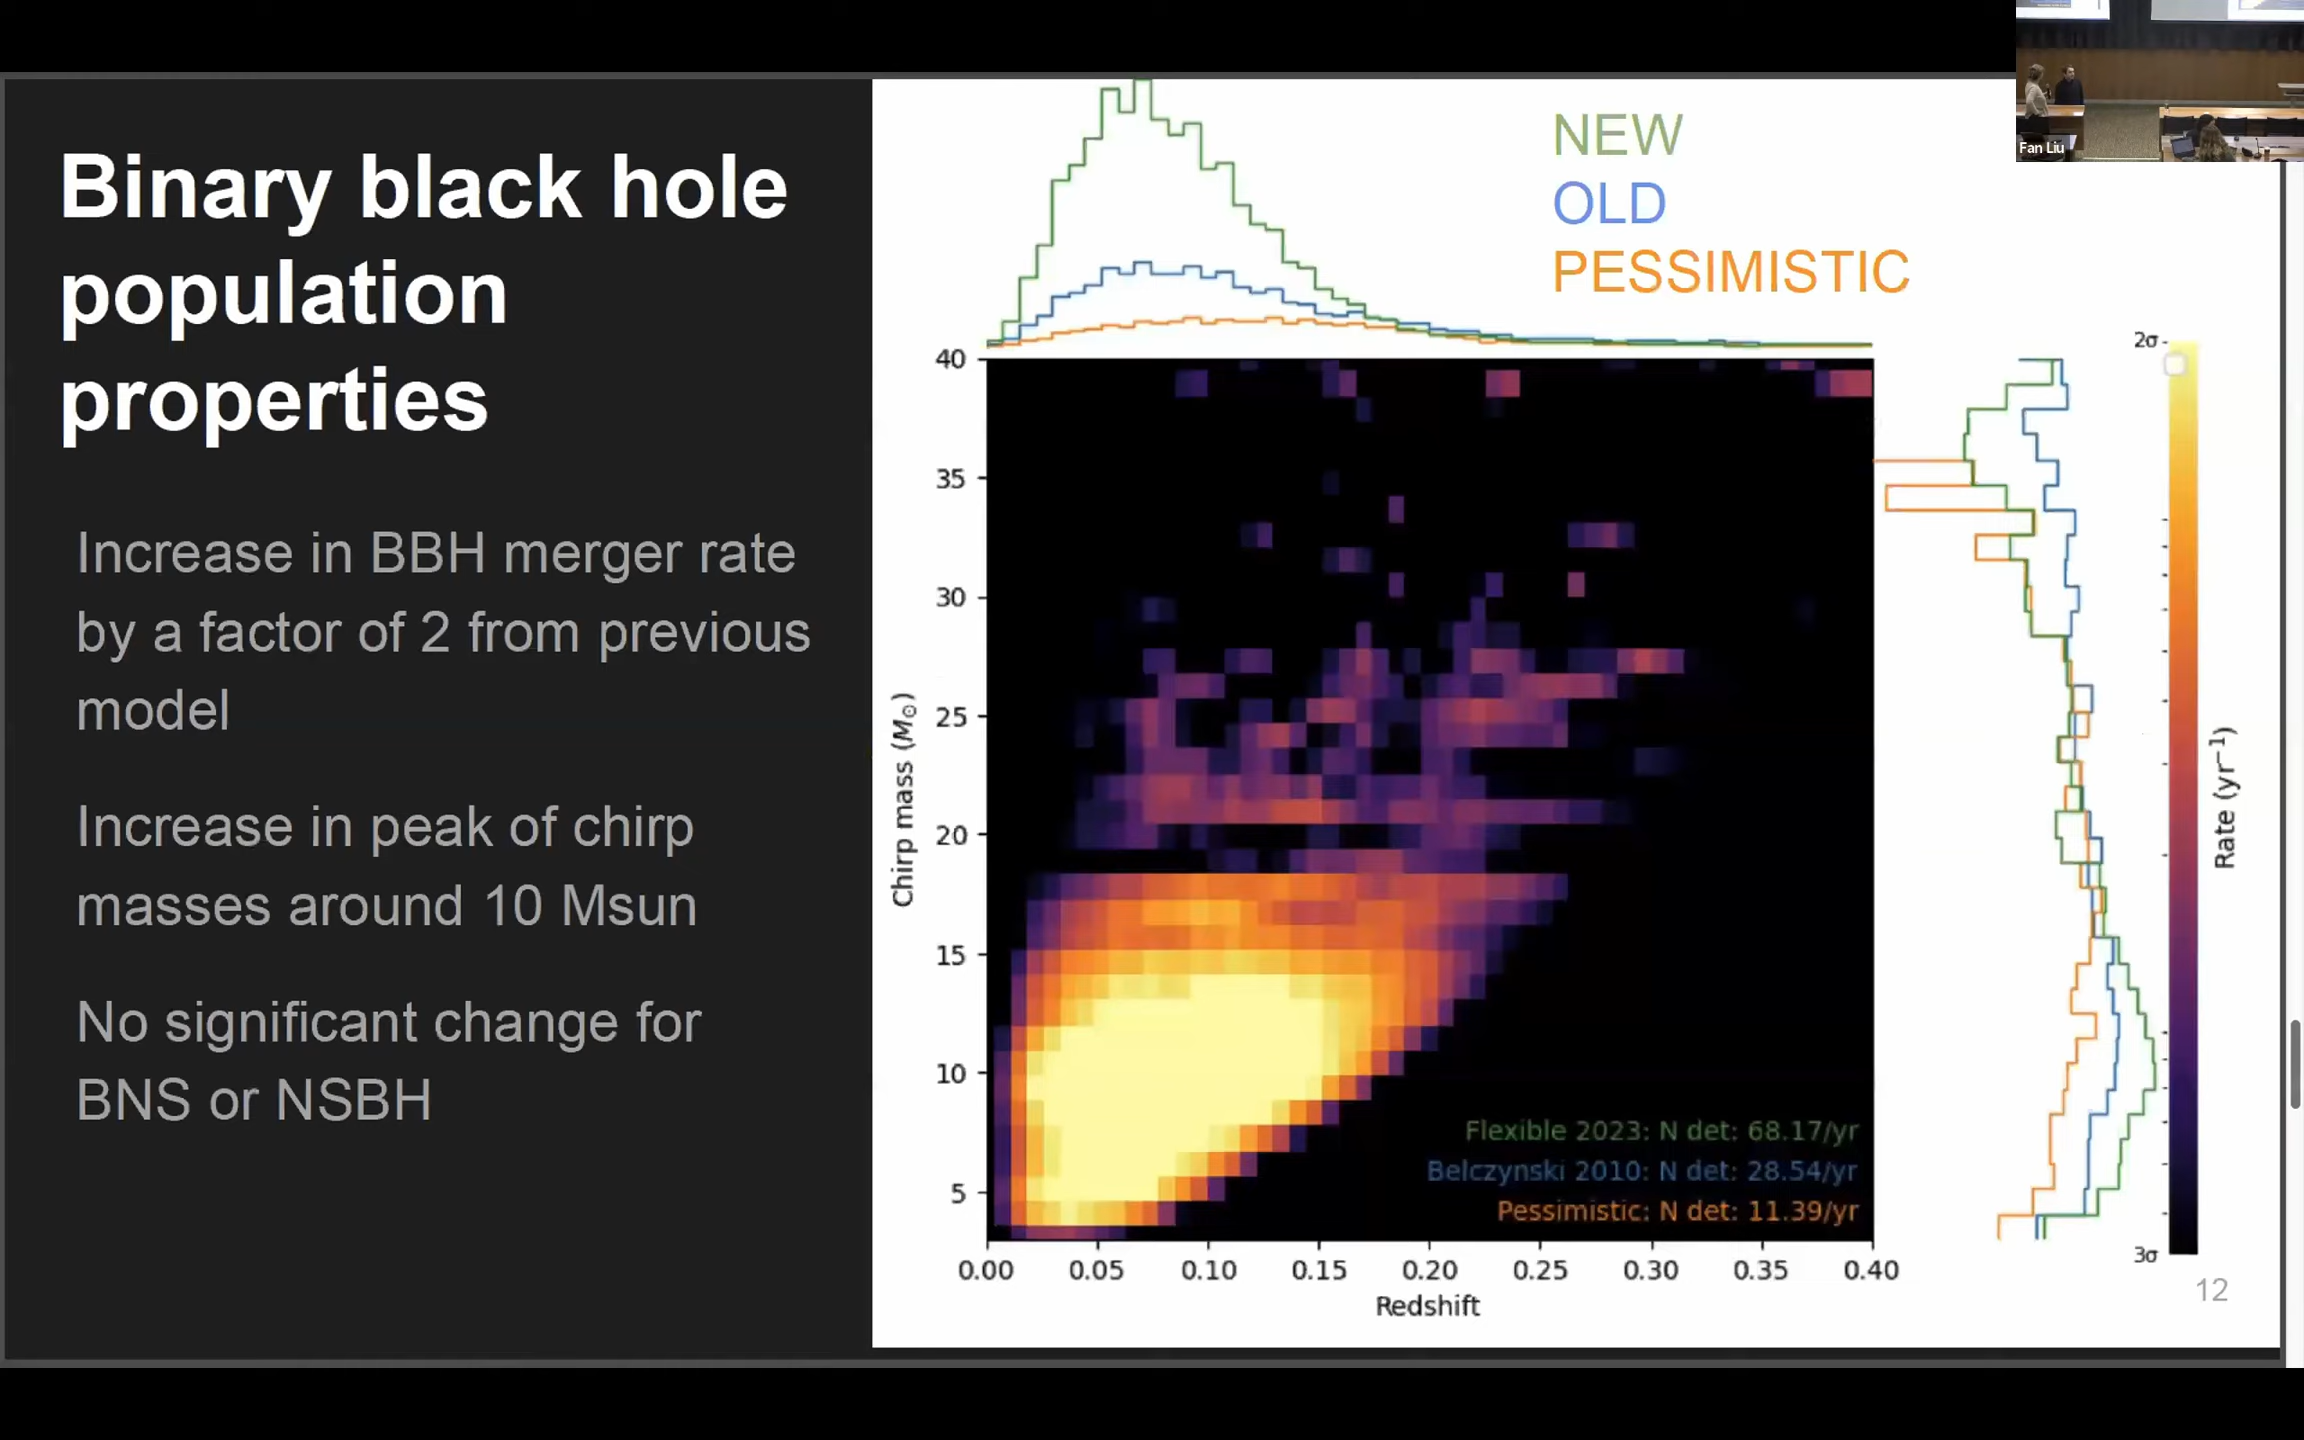 Binary black hole
population
properties
Increase in BBH merger rate
by a factor of 2 from previous
model
Increase in peak of chirp
masses around 10 Msun
No significant change for
BNS or NSBH
NEW
OLD
PESSIMISTIC
Fan Liu
40
35
30
25
20
15
10
5
Chirp mass (M⊙)
Flexible 2023: N det: 68.17/yr
Belczynski 2010: N det: 28.54/yr
Pessimistic: N det: 11.39/yr
0.00 0.05 0.10 0.15 0.20 0.25 0.30 0.35 0.40
Redshift
2σ
Rate (yr⁻¹)
3σ
12